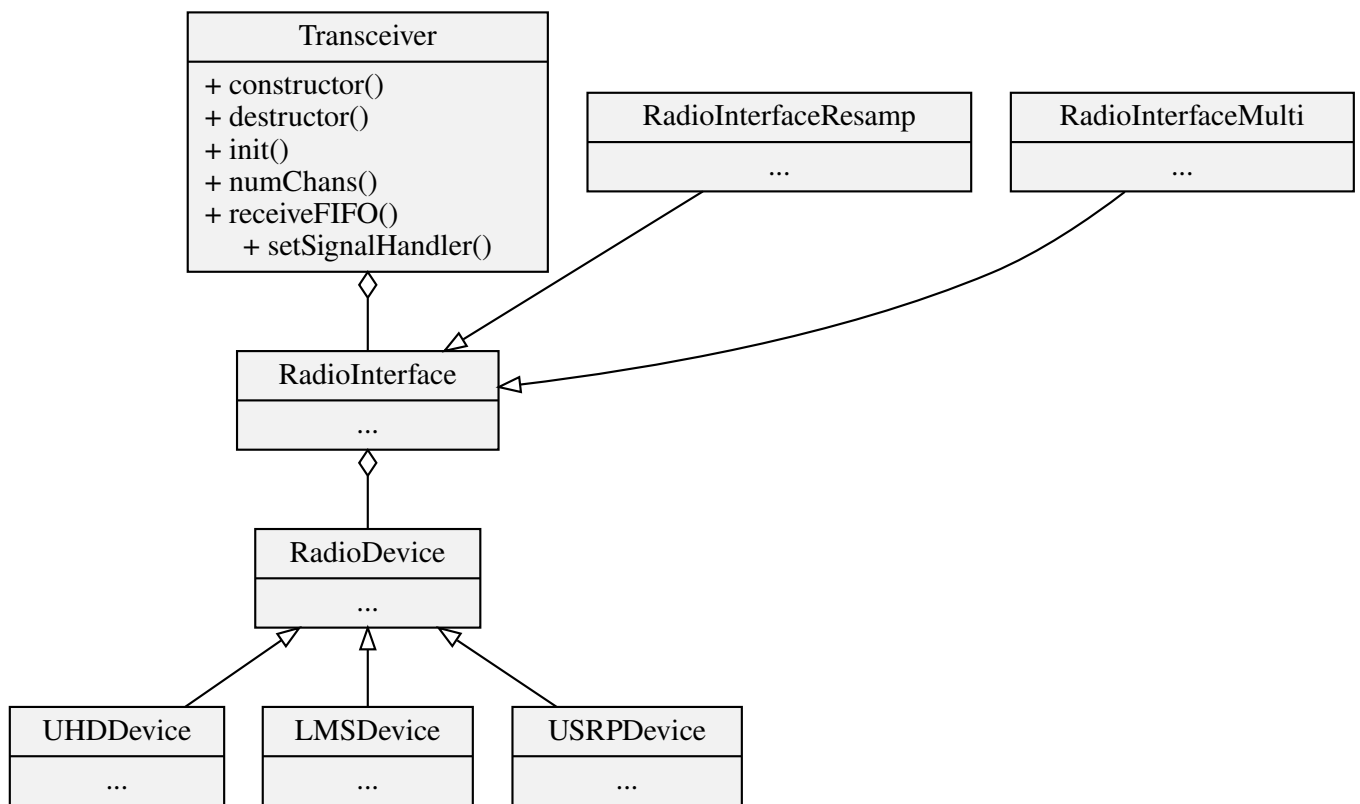 Transceiver
+ constructor()
+ destructor()
+ init()
+ numChans()
+ receiveFIFO()
+ setSignalHandler()
RadioInterfaceResamp
...
RadioInterfaceMulti
...
RadioInterface
...
RadioDevice
...
UHDDevice
...
LMSDevice
...
USRPDevice
...